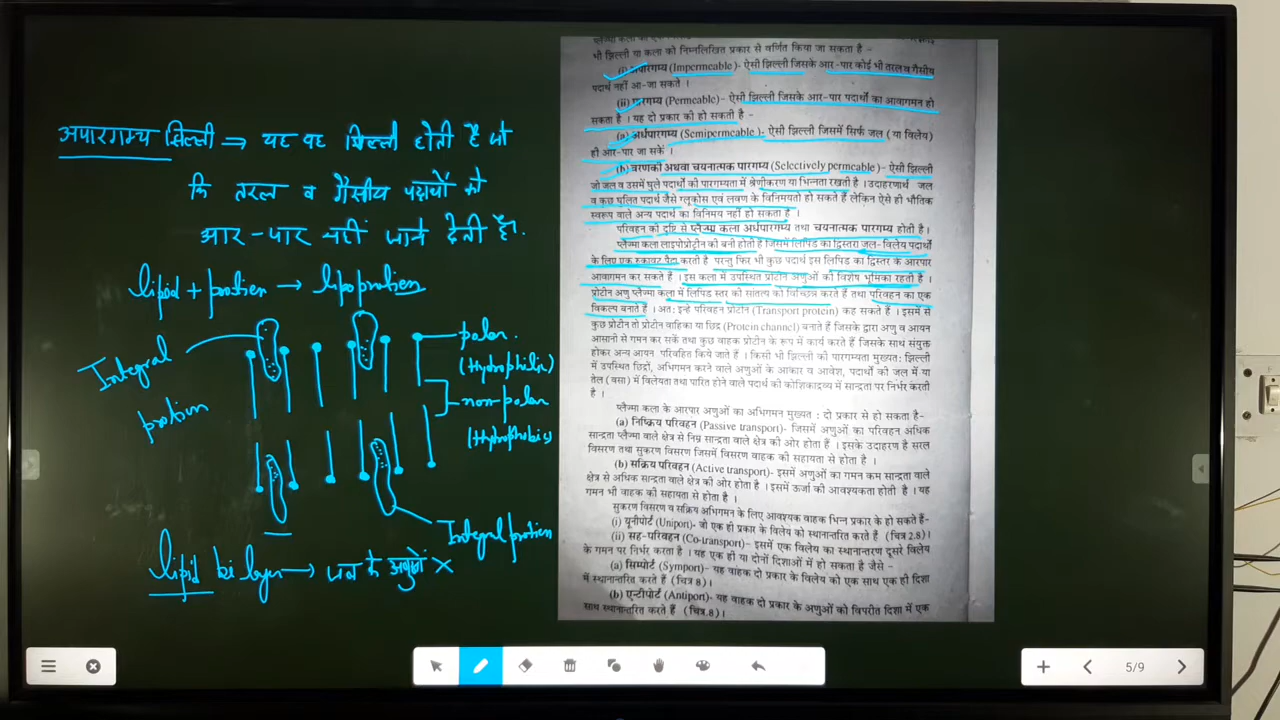 अपारगम्य झिल्ली ⇒ यह वह झिल्ली होती है जो
कि तरल व गैसीय पदार्थों को
आर-पार नहीं जाने देती है।
lipid + protien → lipoprotien
Integral
protien
polar.
(Hydrophilic)
non-polar
(Hydrophobic)
Integral protien
lipid bi layer → जल के अणुओं ×
भी झिल्ली या कला को निम्नलिखित प्रकार से वर्णित किया जा सकता है -
(i) अपारगम्य (Impermeable)- ऐसी झिल्ली जिसके आर-पार कोई भी तरल व गैसीय
पदार्थ नहीं आ-जा सकते ।
(ii) पारगम्य (Permeable)- ऐसी झिल्ली जिसके आर-पार पदार्थों का आवागमन हो
सकता है । यह दो प्रकार की हो सकती है -
(a) अर्धपारगम्य (Semipermeable)- ऐसी झिल्ली जिसमें सिर्फ जल (या विलेय)
ही आर-पार जा सकें ।
(b) वरणकी अथवा चयनात्मक पारगम्य (Selectively permeable)- ऐसी झिल्ली
जो जल व उसमें घुले पदार्थों की पारगम्यता में श्रेणीकरण या भिन्नता रखती है । उदाहरणार्थ जल
व कुछ घुलित पदार्थ जैसे ग्लूकोस एवं लवण के विनिमयतो हो सकते हैं लेकिन ऐसे ही भौतिक
स्वरूप वाले अन्य पदार्थ का विनिमय नहीं हो सकता है ।
परिवहन की दृष्टि से प्लैज्मा कला अर्धपारगम्य तथा चयनात्मक पारगम्य होती है ।
प्लैज्मा कला लाइपोप्रोटीन की बनी होती है जिसमें लिपिड का द्विस्तरा जल-विलेय पदार्थों
के लिए एक रुकावट पैदा करती है परन्तु फिर भी कुछ पदार्थ इस लिपिड का द्विस्तर के आरपार
आवागमन कर सकते हैं । इस कला में उपस्थित प्रोटीन अणुओं की विशेष भूमिका रहती है ।
प्रोटीन अणु प्लैज्मा कला में लिपिड स्तर की सांतत्य को विच्छिन्न करते हैं तथा परिवहन का एक
विकल्प बनाते हैं । अत: इन्हें परिवहन प्रोटीन (Transport protein) कह सकते हैं । इसमें से
कुछ प्रोटीन तो प्रोटीन वाहिका या छिद्र (Protein channel) बनाते हैं जिसके द्वारा अणु व आयन
आसानी से गमन कर सकें तथा कुछ वाहक प्रोटीन के रूप में कार्य करते हैं जिसके साथ संयुक्त
होकर अन्य आयन परिवहित किये जाते हैं । किसी भी झिल्ली की पारगम्यता मुख्यत: झिल्ली
में उपस्थित छिद्रों, अभिगमन करने वाले अणुओं के आकार व आवेश, पदार्थों की जल में या
तेल (वसा) में विलेयता तथा पारित होने वाले पदार्थ की कोशिकाद्रव्य में सान्द्रता पर निर्भर करती
है ।
प्लैज्मा कला के आरपार अणुओं का अभिगमन मुख्यत : दो प्रकार से हो सकता है-
(a) निष्क्रिय परिवहन (Passive transport)- जिसमें अणुओं का परिवहन अधिक
सान्द्रता प्लैज्मा वाले क्षेत्र से निम्न सान्द्रता वाले क्षेत्र की ओर होता है । इसके उदाहरण है सरल
विसरण तथा सुकरण विसरण जिसमें विसरण वाहक की सहायता से होता है ।
(b) सक्रिय परिवहन (Active transport)- इसमें अणुओं का गमन कम सान्द्रता वाले
क्षेत्र से अधिक सान्द्रता वाले क्षेत्र की ओर होता है । इसमें ऊर्जा की आवश्यकता होती है । यह
गमन भी वाहक की सहायता से होता है ।
सुकरण विसरण व सक्रिय अभिगमन के लिए आवश्यक वाहक भिन्न प्रकार के हो सकते हैं-
(i) यूनीपोर्ट (Uniport)- जो एक ही प्रकार के विलेय को स्थानान्तरित करते हैं (चित्र 2.8)।
(ii) सह-परिवहन (Co-transport)- इसमें एक विलेय का स्थानान्तरण दूसरे विलेय
के गमन पर निर्भर करता है । यह एक ही या दोनों दिशाओं में हो सकता है जैसे -
(a) सिम्पोर्ट (Symport)- यह वाहक दो प्रकार के विलेय को एक साथ एक ही दिशा
में स्थानान्तरित करते हैं (चित्र 8)।
(b) एन्टीपोर्ट (Antiport)- यह वाहक दो प्रकार के अणुओं को विपरीत दिशा में एक
साथ स्थानान्तरित करते हैं (चित्र.8)।
5/9